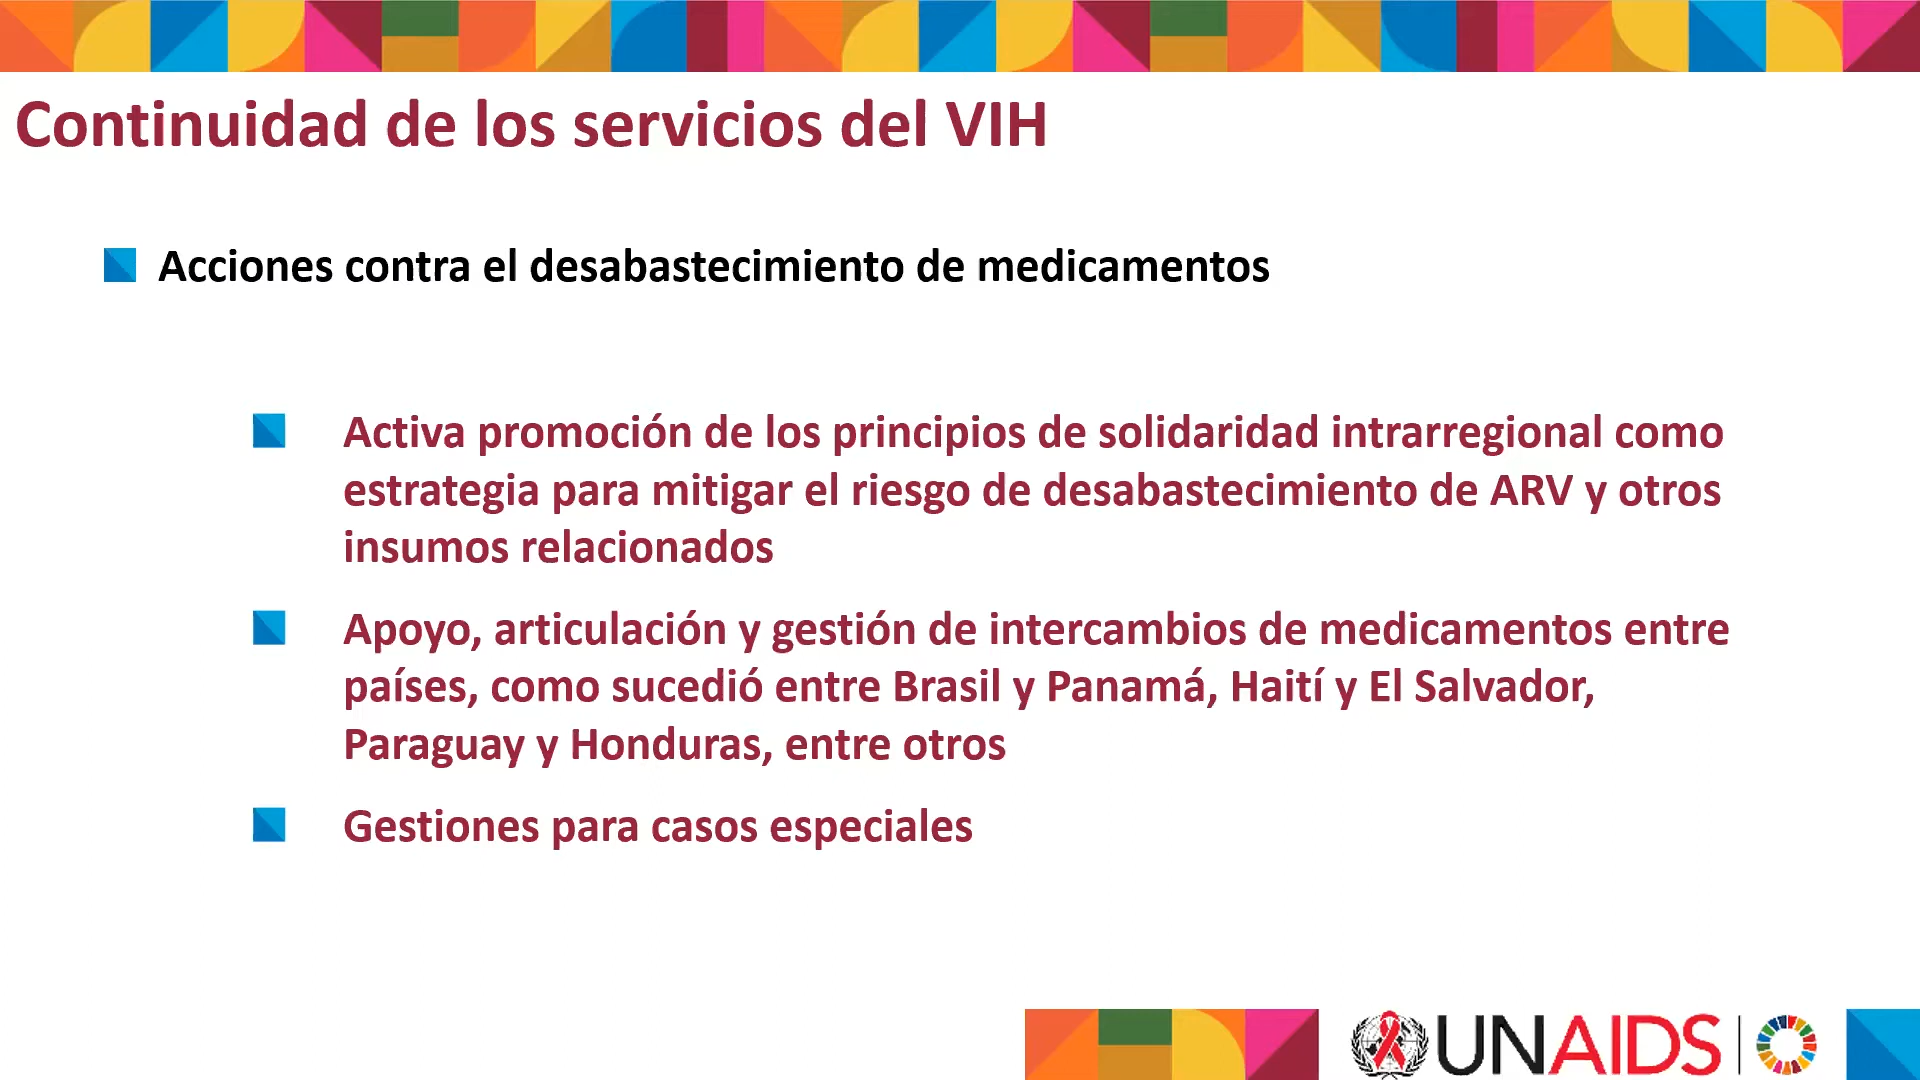 Continuidad de los servicios del VIH
Acciones contra el desabastecimiento de medicamentos
Activa promoción de los principios de solidaridad intrarregional como
estrategia para mitigar el riesgo de desabastecimiento de ARV y otros
insumos relacionados
Apoyo, articulación y gestión de intercambios de medicamentos entre
países, como sucedió entre Brasil y Panamá, Haití y El Salvador,
Paraguay y Honduras, entre otros
Gestiones para casos especiales
UNAIDS